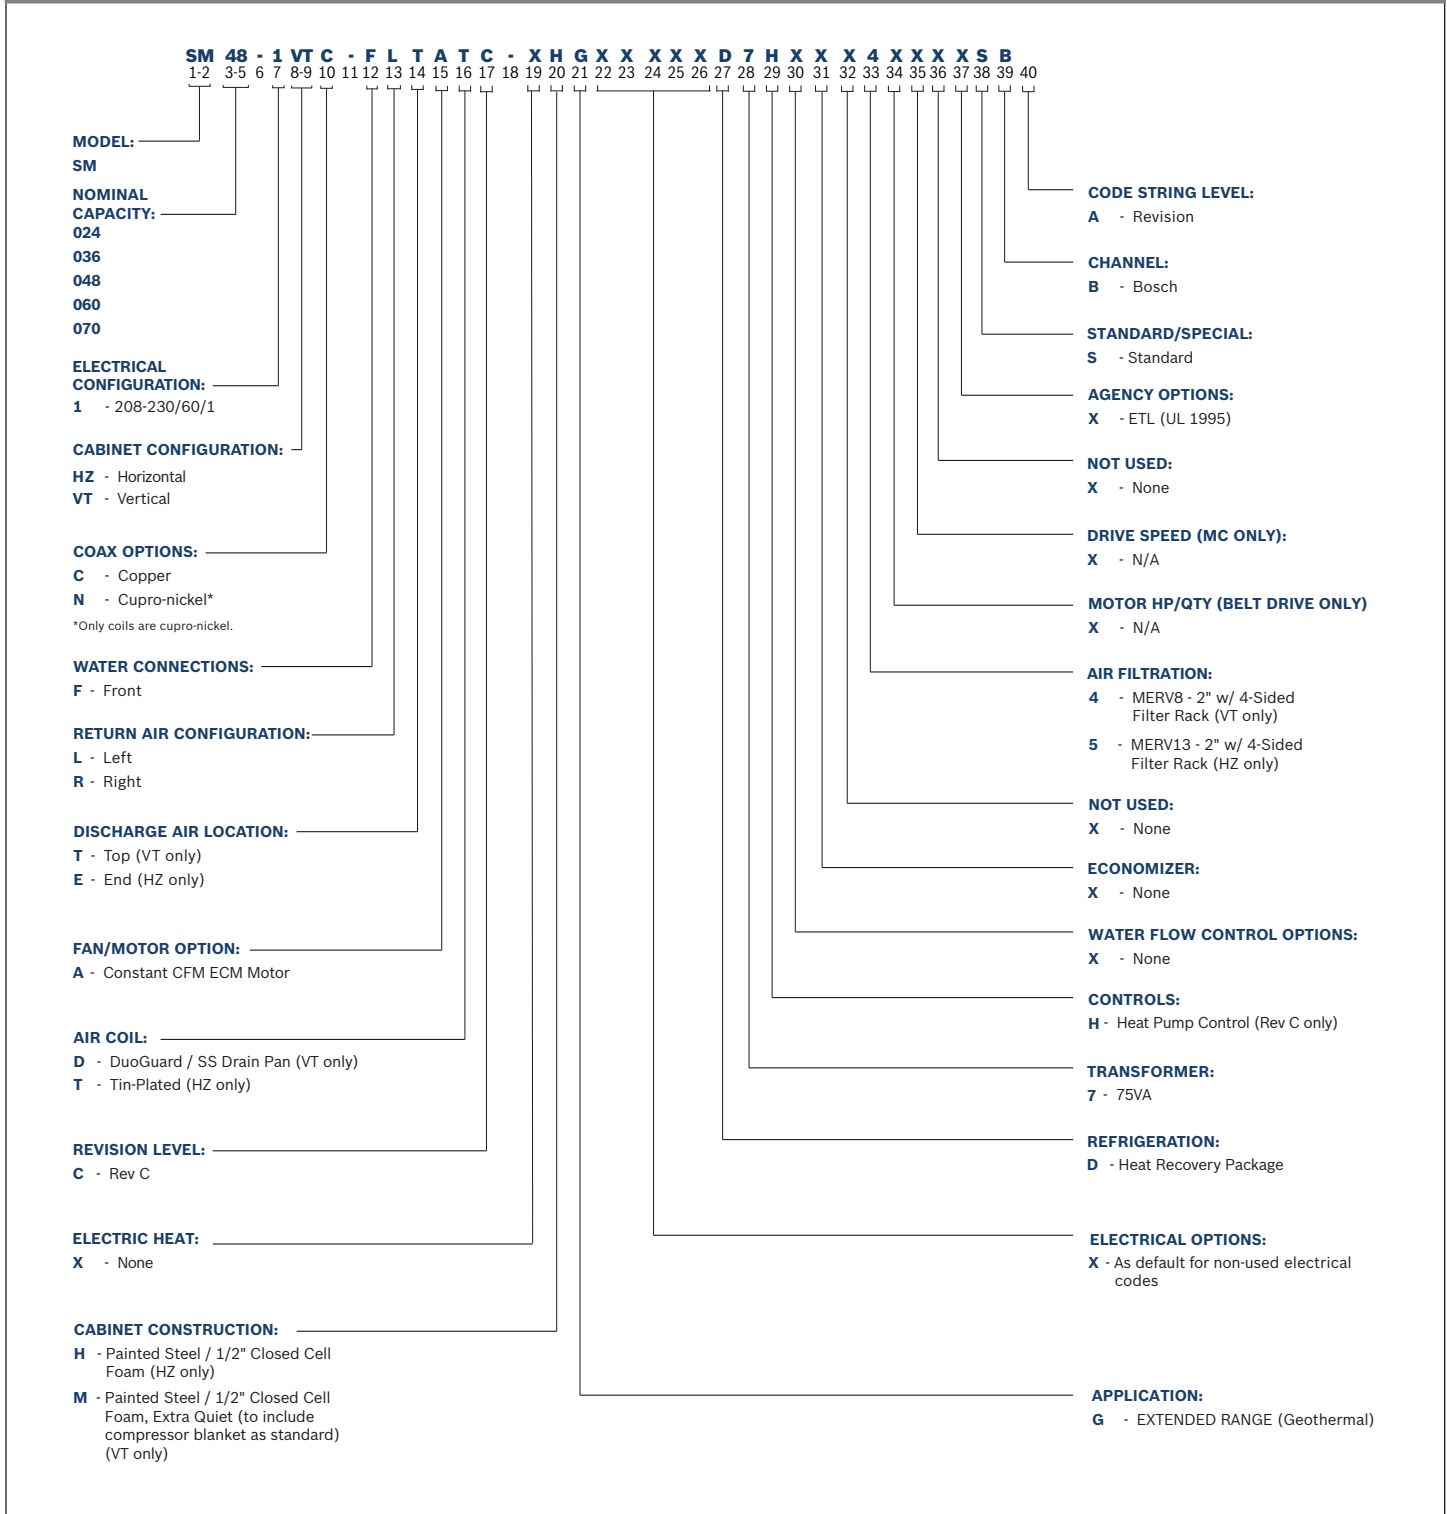 SM 48 - 1 VT C - F L T A T C - X H G X X X X X D 7 H X X X 4 X X X X S B
1-2 3-5 6 7 8-9 10 11 12 13 14 15 16 17 18 19 20 21 22 23 24 25 26 27 28 29 30 31 32 33 34 35 36 37 38 39 40
MODEL:
SM
NOMINAL
CAPACITY:
024
036
048
060
070
ELECTRICAL
CONFIGURATION:
1 - 208-230/60/1
CABINET CONFIGURATION:
HZ - Horizontal
VT - Vertical
COAX OPTIONS:
C - Copper
N - Cupro-nickel*
*Only coils are cupro-nickel.
WATER CONNECTIONS:
F - Front
RETURN AIR CONFIGURATION:
L - Left
R - Right
DISCHARGE AIR LOCATION:
T - Top (VT only)
E - End (HZ only)
FAN/MOTOR OPTION:
A - Constant CFM ECM Motor
AIR COIL:
D - DuoGuard / SS Drain Pan (VT only)
T - Tin-Plated (HZ only)
REVISION LEVEL:
C - Rev C
ELECTRIC HEAT:
X - None
CABINET CONSTRUCTION:
H - Painted Steel / 1/2" Closed Cell
Foam (HZ only)
M - Painted Steel / 1/2" Closed Cell
Foam, Extra Quiet (to include
compressor blanket as standard)
(VT only)
CODE STRING LEVEL:
A - Revision
CHANNEL:
B - Bosch
STANDARD/SPECIAL:
S - Standard
AGENCY OPTIONS:
X - ETL (UL 1995)
NOT USED:
X - None
DRIVE SPEED (MC ONLY):
X - N/A
MOTOR HP/QTY (BELT DRIVE ONLY)
X - N/A
AIR FILTRATION:
4 - MERV8 - 2" w/ 4-Sided
Filter Rack (VT only)
5 - MERV13 - 2" w/ 4-Sided
Filter Rack (HZ only)
NOT USED:
X - None
ECONOMIZER:
X - None
WATER FLOW CONTROL OPTIONS:
X - None
CONTROLS:
H - Heat Pump Control (Rev C only)
TRANSFORMER:
7 - 75VA
REFRIGERATION:
D - Heat Recovery Package
ELECTRICAL OPTIONS:
X - As default for non-used electrical
codes
APPLICATION:
G - EXTENDED RANGE (Geothermal)